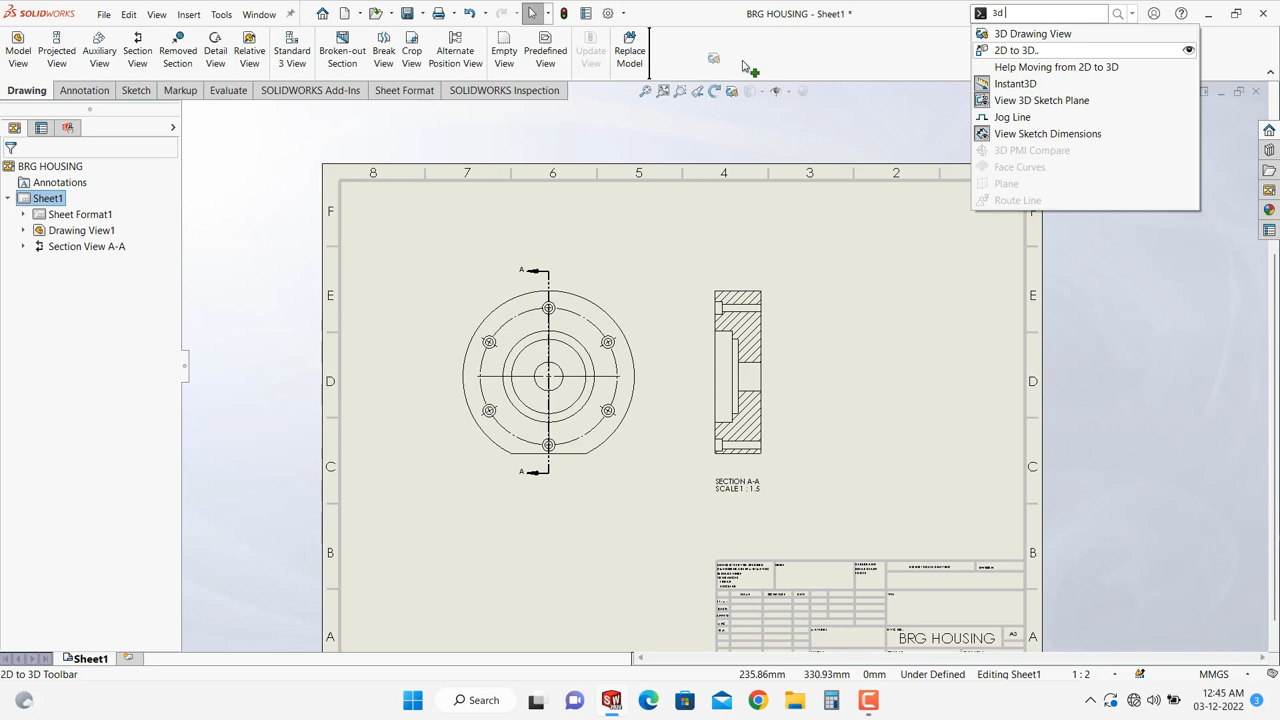 SOLIDWORKS File Edit View Insert Tools Window BRG HOUSING - Sheet1 * 3d
Model View
Projected View
Auxiliary View
Section View
Removed Section
Detail View
Relative View
Standard 3 View
Broken-out Section
Break View
Crop View
Alternate Position View
Empty View
Predefined View
Update View
Replace Model
3D Drawing View
2D to 3D..
Help Moving from 2D to 3D
Instant3D
View 3D Sketch Plane
Jog Line
View Sketch Dimensions
3D PMI Compare
Face Curves
Plane
Route Line
Drawing Annotation Sketch Markup Evaluate SOLIDWORKS Add-Ins Sheet Format SOLIDWORKS Inspection
BRG HOUSING
Annotations
Sheet1
Sheet Format1
Drawing View1
Section View A-A
8 7 6 5 4 3 2
F F
E E
D D
C C
B B
A A
A
A
SECTION A-A
SCALE 1 : 1.5
BRG HOUSING A3
Sheet1
2D to 3D Toolbar 235.86mm 330.93mm 0mm Under Defined Editing Sheet1 1 : 2 MMGS
Search
12:45 AM
03-12-2022
3